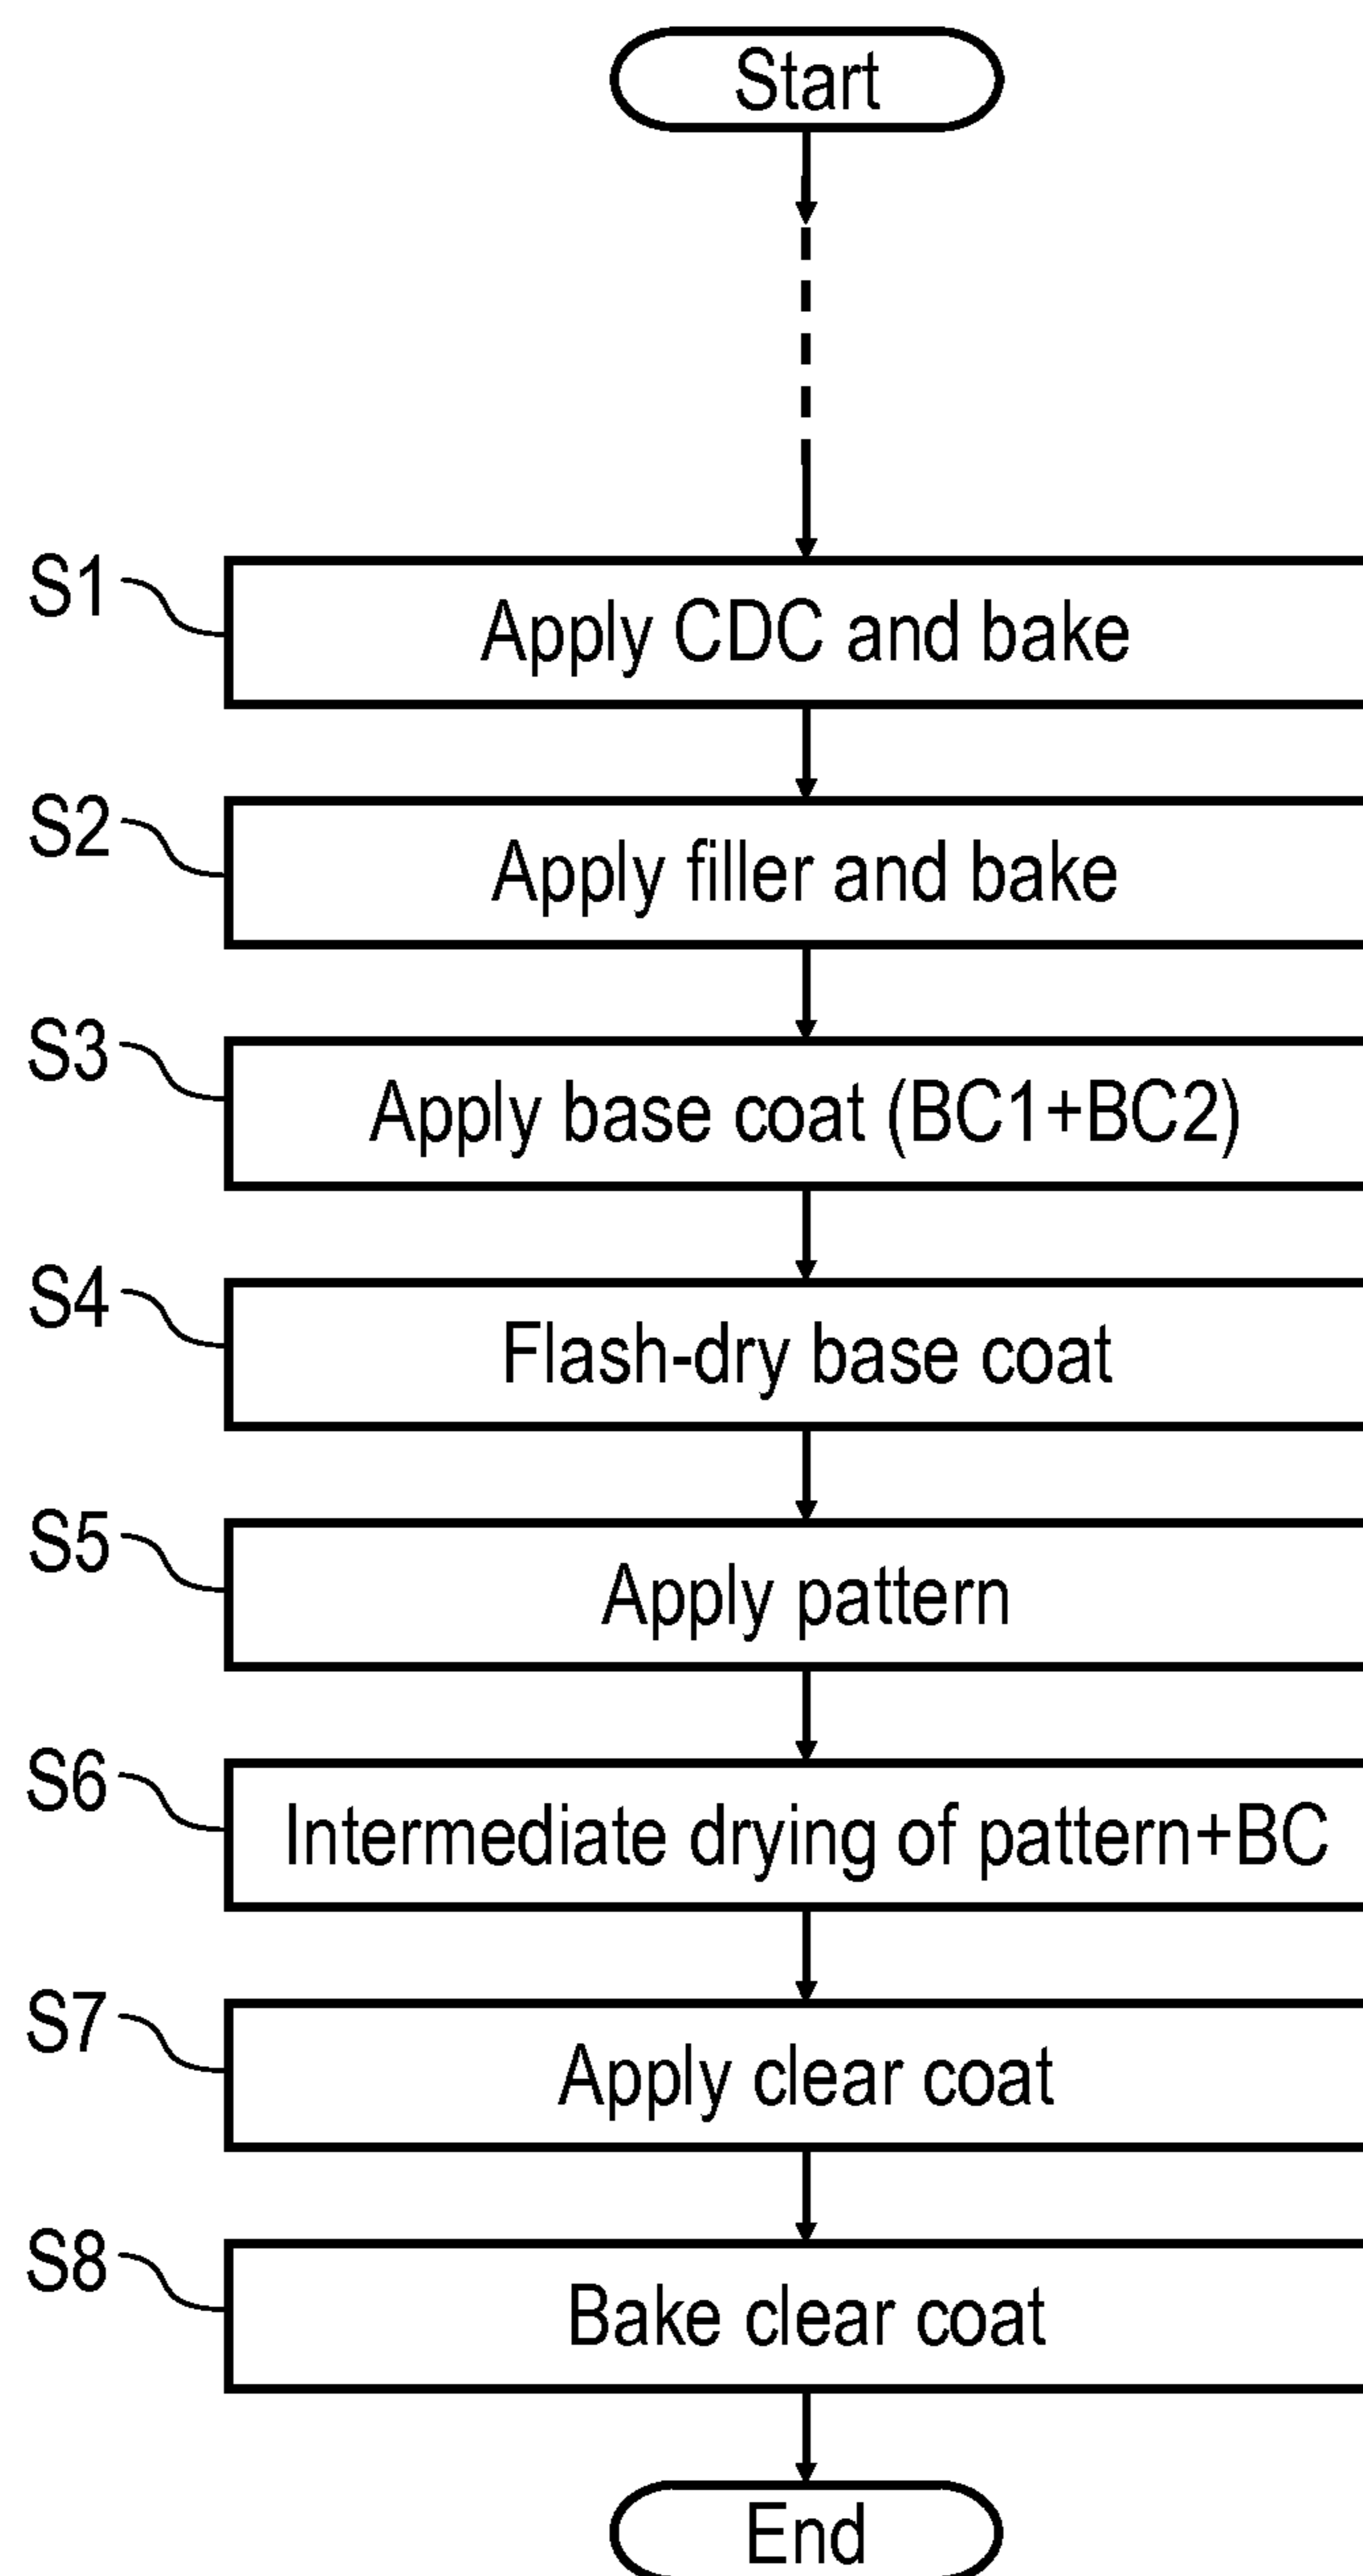 Start
S1
Apply CDC and bake
S2
Apply filler and bake
S3
Apply base coat (BC1+BC2)
S4
Flash-dry base coat
S5
Apply pattern
S6
Intermediate drying of pattern+BC
S7
Apply clear coat
S8
Bake clear coat
End